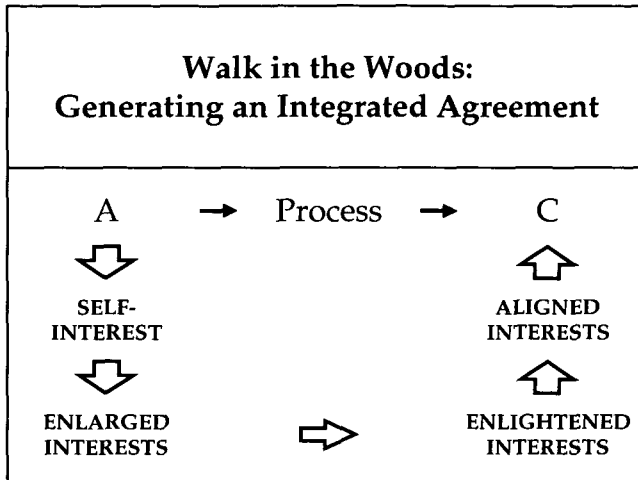 Walk in the Woods:
Generating an Integrated Agreement
A → Process → C
SELF-
INTEREST
ALIGNED
INTERESTS
ENLARGED
INTERESTS
ENLIGHTENED
INTERESTS